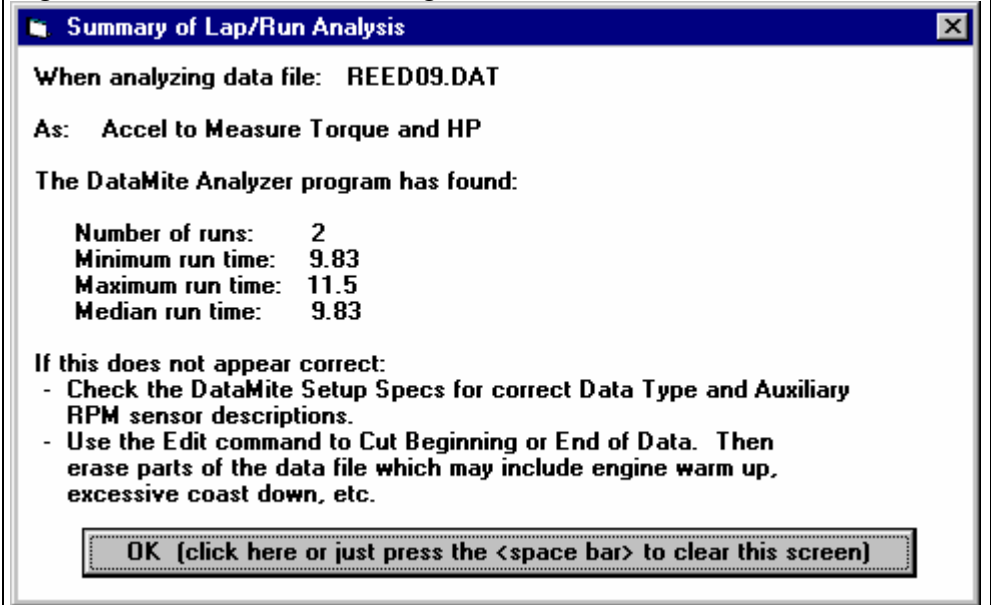 Summary of Lap/Run Analysis
When analyzing data file: REED09.DAT
As: Accel to Measure Torque and HP
The DataMite Analyzer program has found:
Number of runs: 2
Minimum run time: 9.83
Maximum run time: 11.5
Median run time: 9.83
If this does not appear correct:
- Check the DataMite Setup Specs for correct Data Type and Auxiliary
RPM sensor descriptions.
- Use the Edit command to Cut Beginning or End of Data. Then
erase parts of the data file which may include engine warm up,
excessive coast down, etc.
OK (click here or just press the <space bar> to clear this screen)